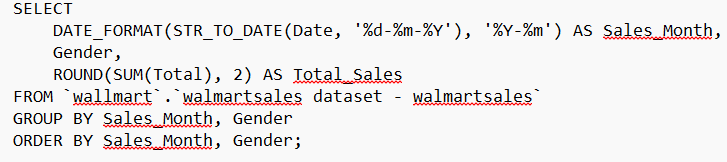 SELECT
    DATE_FORMAT(STR_TO_DATE(Date, '%d-%m-%Y'), '%Y-%m') AS Sales_Month,
    Gender,
    ROUND(SUM(Total), 2) AS Total_Sales
FROM `wallmart`.`walmartsales dataset - walmartsales`
GROUP BY Sales_Month, Gender
ORDER BY Sales_Month, Gender;